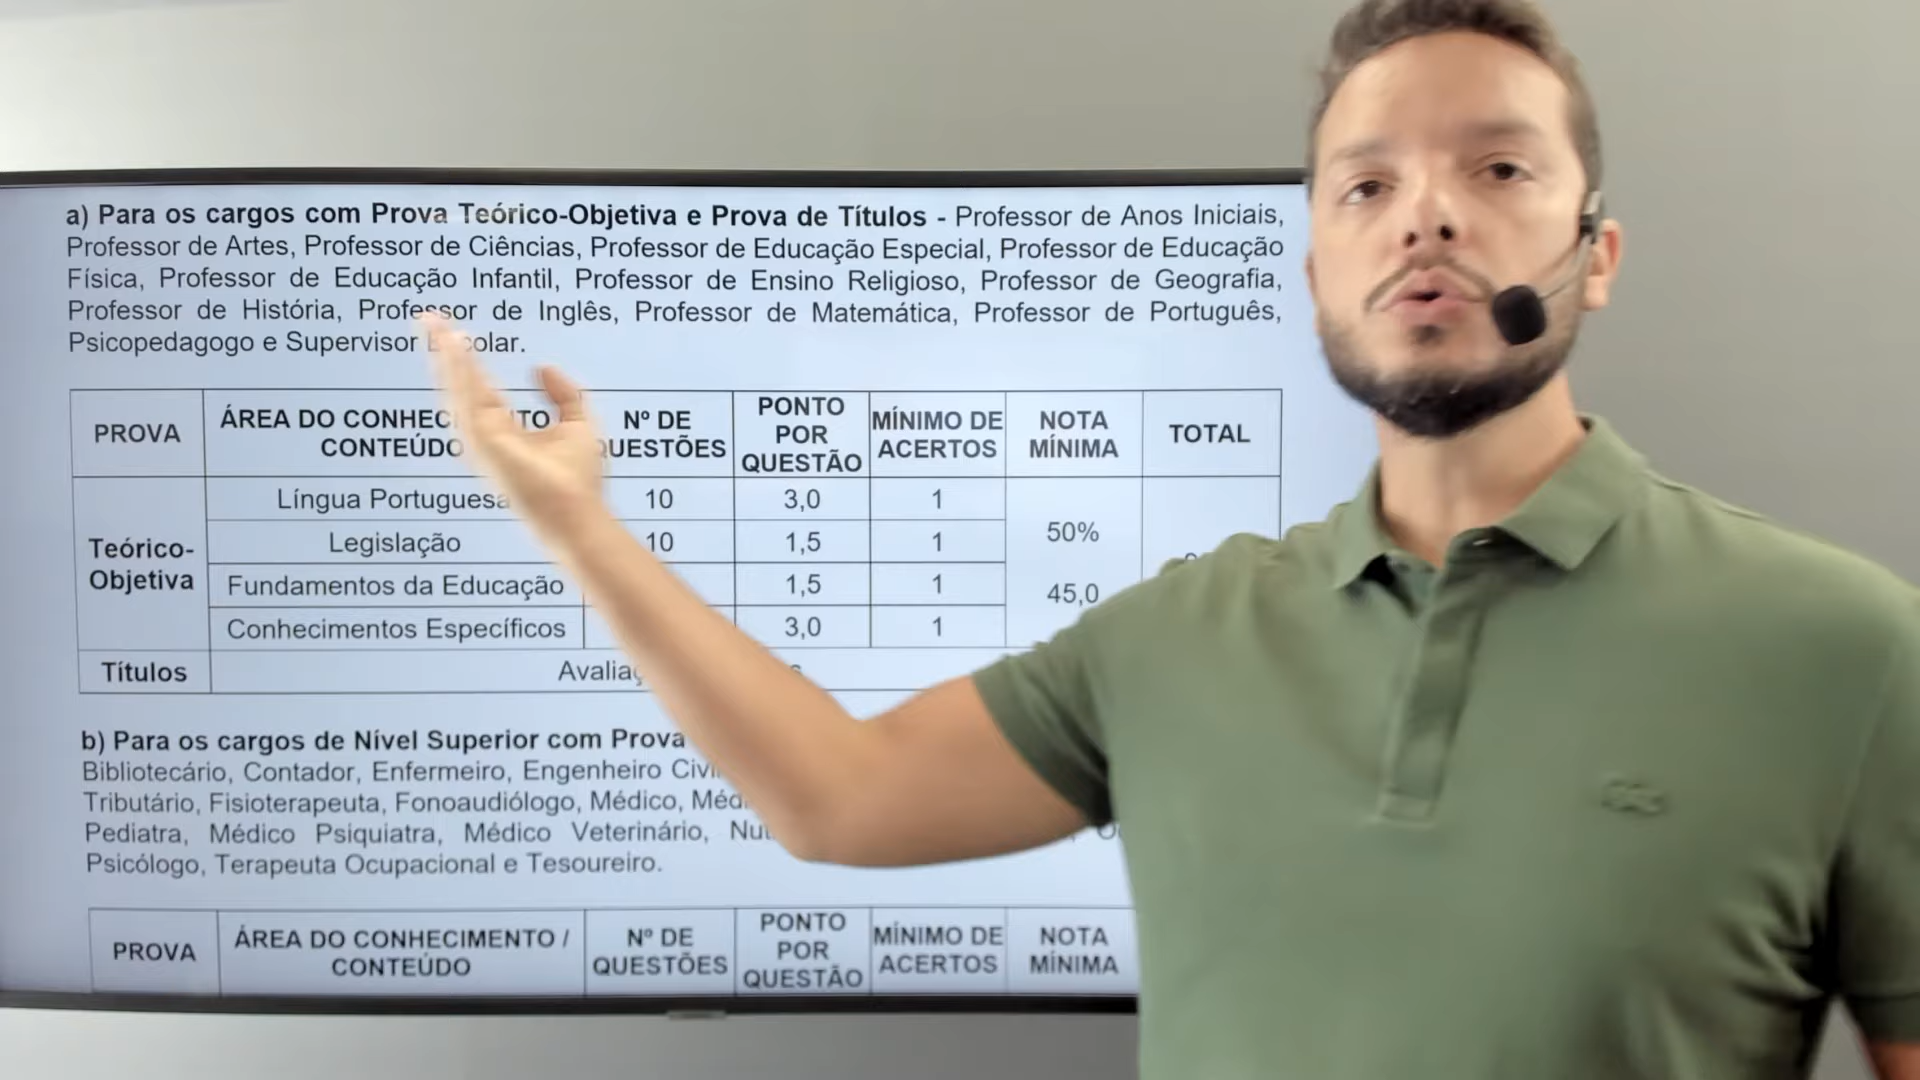 a) Para os cargos com Prova Teórico-Objetiva e Prova de Títulos - Professor de Anos Iniciais,
Professor de Artes, Professor de Ciências, Professor de Educação Especial, Professor de Educação
Física, Professor de Educação Infantil, Professor de Ensino Religioso, Professor de Geografia,
Professor de História, Professor de Inglês, Professor de Matemática, Professor de Português,
Psicopedagogo e Supervisor Escolar.
PROVA ÁREA DO CONHECIMENTO CONTEÚDO Nº DE QUESTÕES PONTO POR QUESTÃO MÍNIMO DE ACERTOS NOTA MÍNIMA TOTAL
Teórico-Objetiva
Língua Portuguesa 10 3,0 1
Legislação 10 1,5 1
Fundamentos da Educação 1,5 1
Conhecimentos Específicos 3,0 1
50%
45,0
Títulos
b) Para os cargos de Nível Superior com Prova
Bibliotecário, Contador, Enfermeiro, Engenheiro
Tributário, Fisioterapeuta, Fonoaudiólogo, Médico,
Pediatra, Médico Psiquiatra, Médico Veterinário,
Psicólogo, Terapeuta Ocupacional e Tesoureiro.
PROVA ÁREA DO CONHECIMENTO / CONTEÚDO Nº DE QUESTÕES PONTO POR QUESTÃO MÍNIMO DE ACERTOS NOTA MÍNIMA